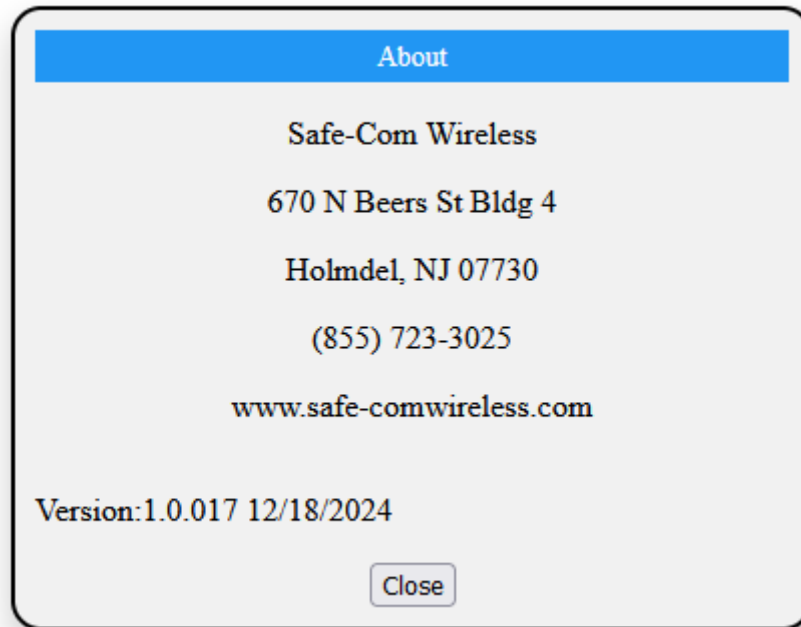 About
Safe-Com Wireless
670 N Beers St Bldg 4
Holmdel, NJ 07730
(855) 723-3025
www.safe-comwireless.com
Version:1.0.017 12/18/2024
Close